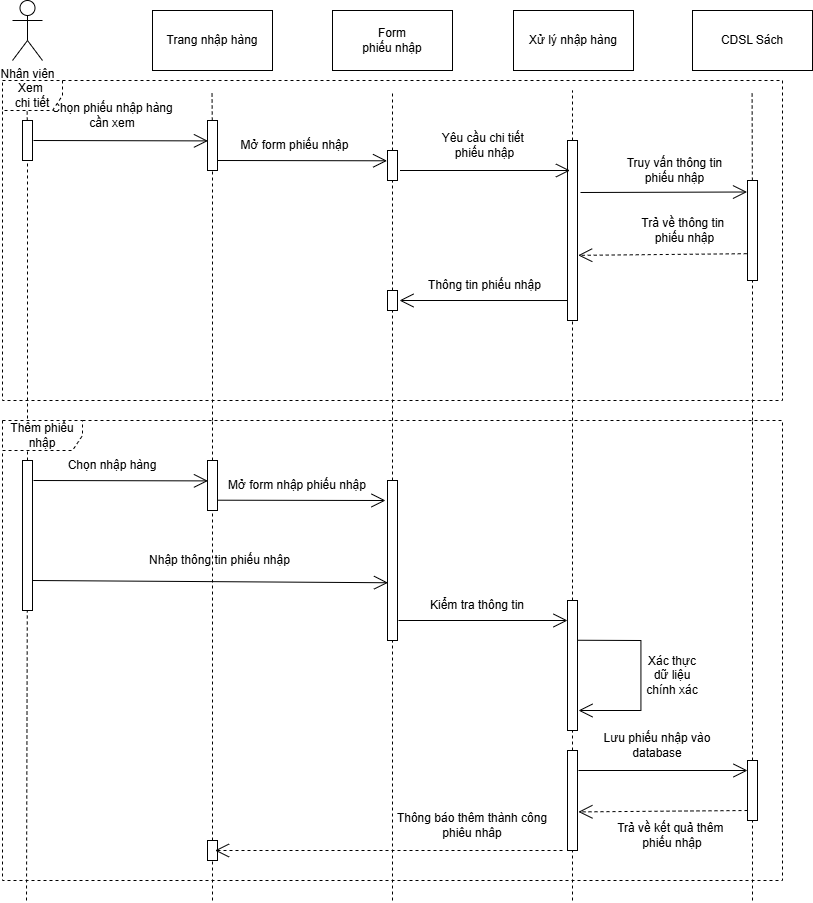 Nhân viên
Trang nhập hàng
Form
phiếu nhập
Xử lý nhập hàng
CDSL Sách
Xem
chi tiết
Chọn phiếu nhập hàng
cần xem
Mở form phiếu nhập
Yêu cầu chi tiết
phiếu nhập
Truy vấn thông tin
phiếu nhập
Trả về thông tin
phiếu nhập
Thông tin phiếu nhập
Thêm phiếu
nhập
Chọn nhập hàng
Mở form nhập phiếu nhập
Nhập thông tin phiếu nhập
Kiểm tra thông tin
Xác thực
dữ liệu
chính xác
Lưu phiếu nhập vào
database
Trả về kết quả thêm
phiếu nhập
Thông báo thêm thành công
phiêu nhâp